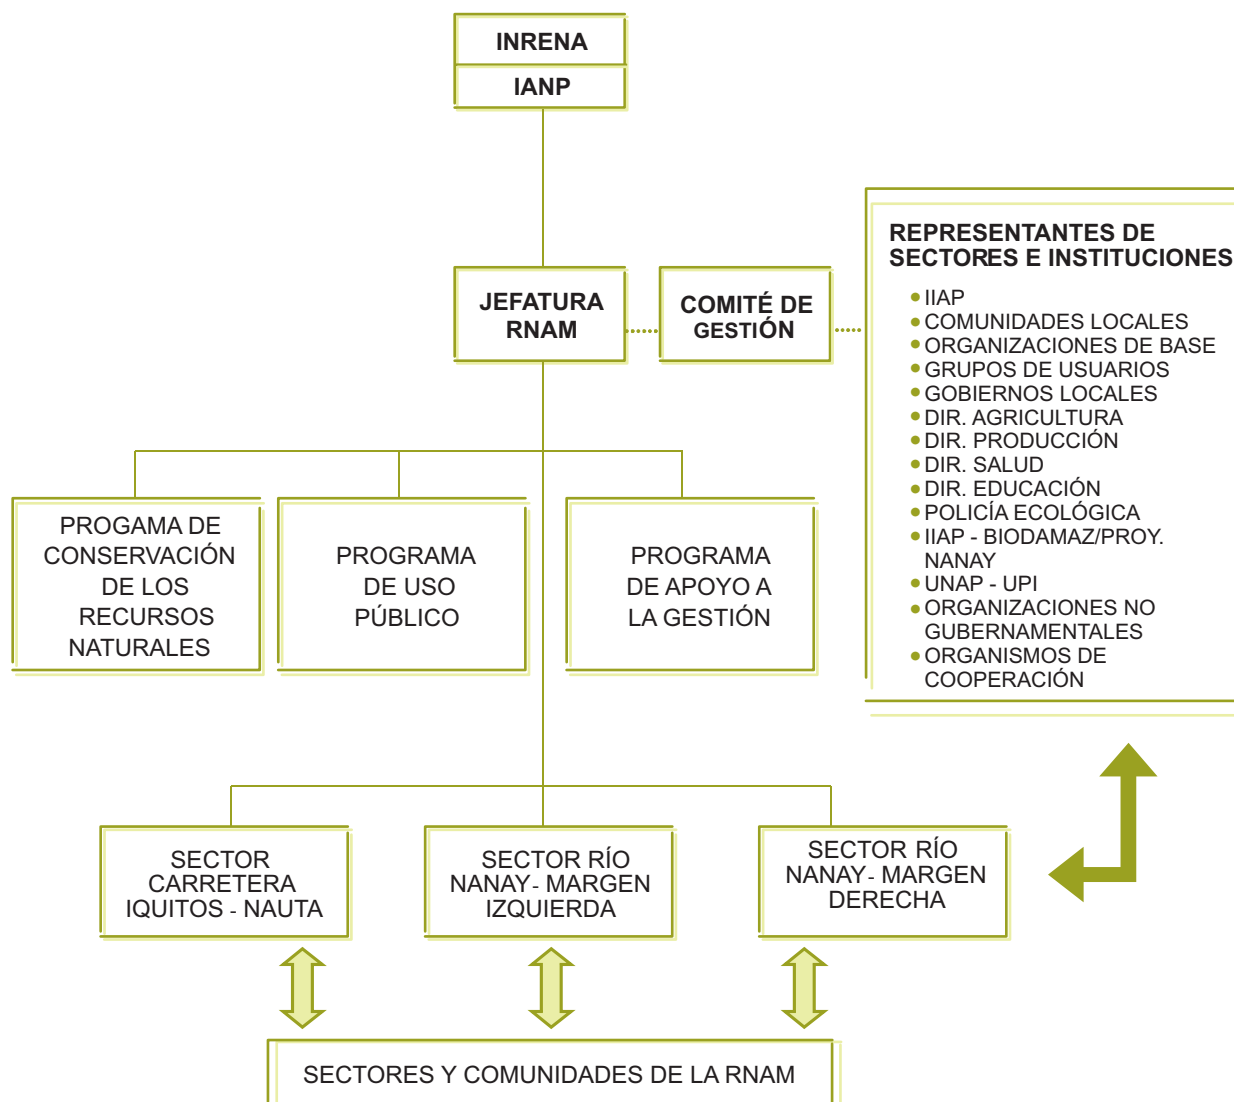 INRENA
IANP
JEFATURA
RNAM
COMITÉ DE
GESTIÓN
REPRESENTANTES DE
SECTORES E INSTITUCIONES
IIAP
COMUNIDADES LOCALES
ORGANIZACIONES DE BASE
GRUPOS DE USUARIOS
GOBIERNOS LOCALES
DIR. AGRICULTURA
DIR. PRODUCCIÓN
DIR. SALUD
DIR. EDUCACIÓN
POLICÍA ECOLÓGICA
IIAP - BIODAMAZ/PROY.
NANAY
UNAP - UPI
ORGANIZACIONES NO
GUBERNAMENTALES
ORGANISMOS DE
COOPERACIÓN
PROGAMA DE
CONSERVACIÓN
DE LOS
RECURSOS
NATURALES
PROGRAMA
DE USO
PÚBLICO
PROGRAMA
DE APOYO A
LA GESTIÓN
SECTOR
CARRETERA
IQUITOS - NAUTA
SECTOR RÍO
NANAY- MARGEN
IZQUIERDA
SECTOR RÍO
NANAY- MARGEN
DERECHA
SECTORES Y COMUNIDADES DE LA RNAM